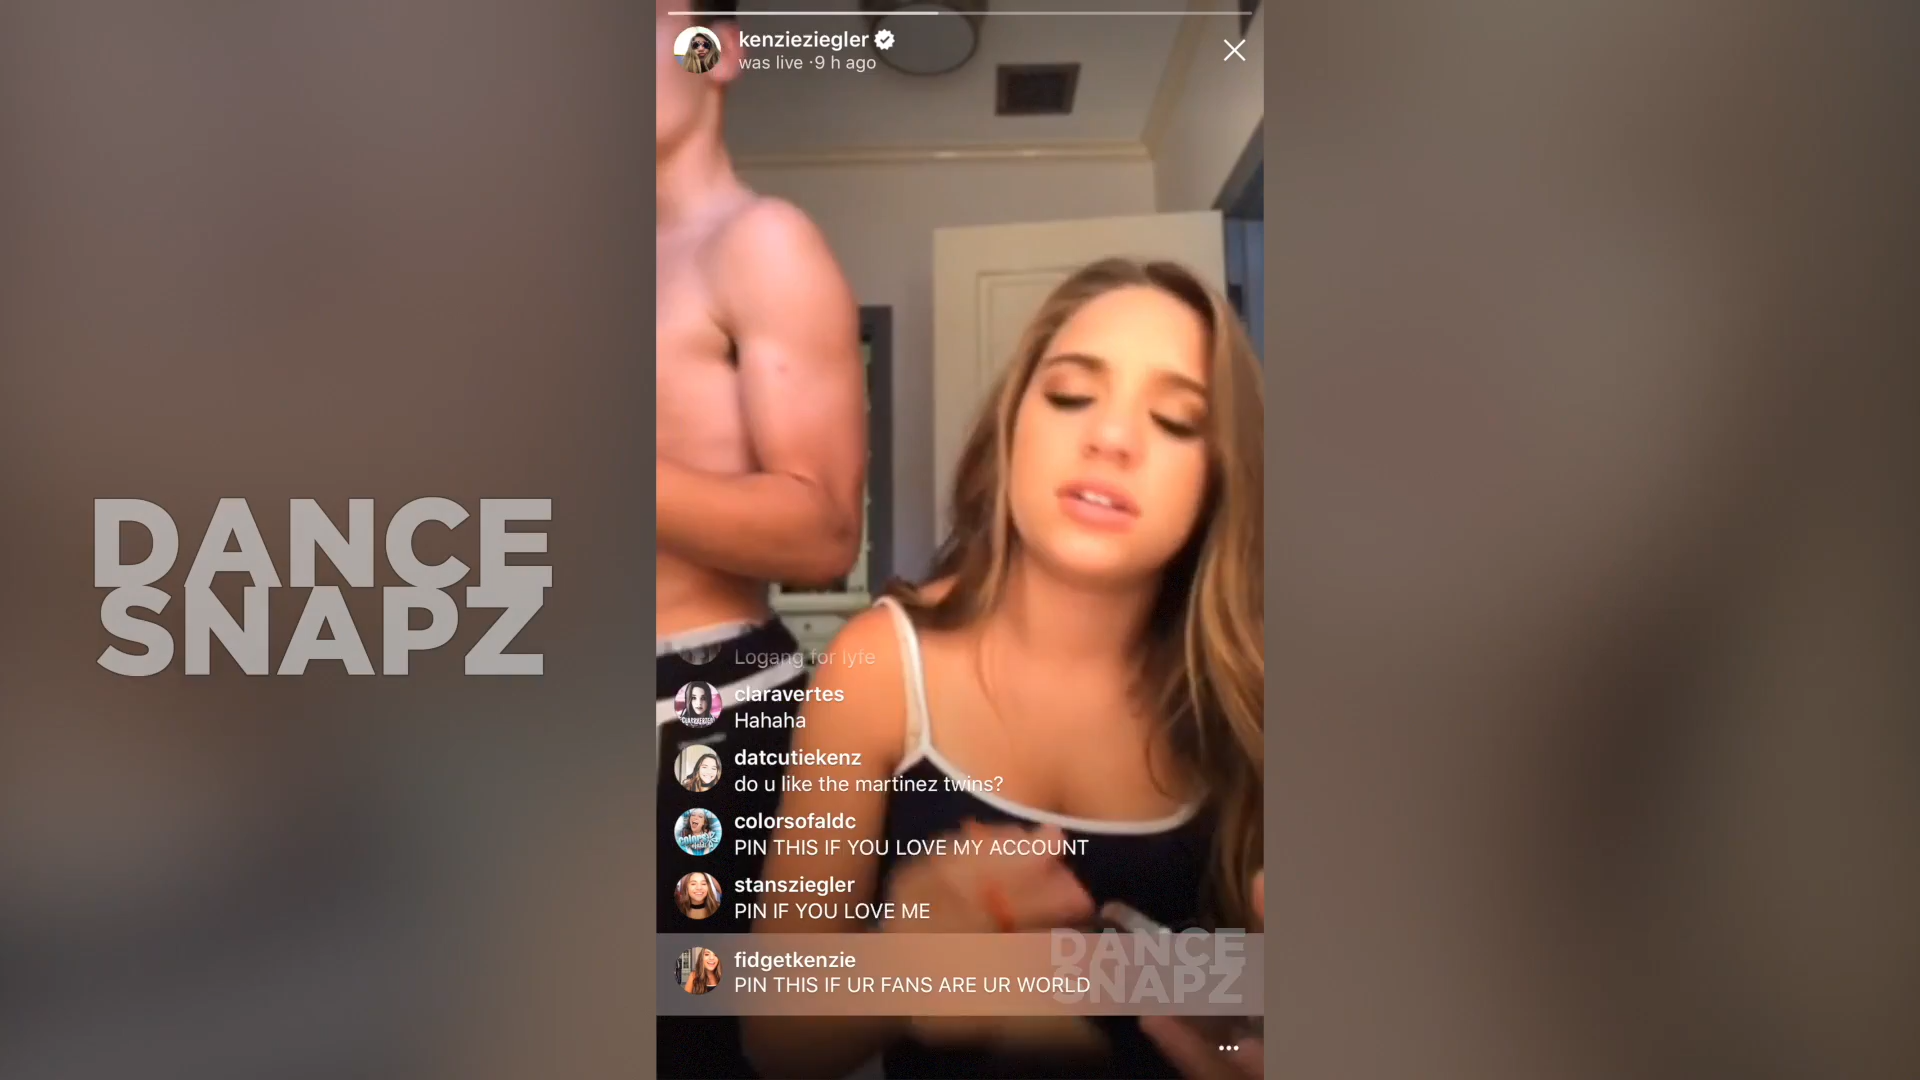 kenzieziegler
was live · 9 h ago
DANCE
SNAPZ
Logang for lyfe
claravertes
Hahaha
datcutiekenz
do u like the martinez twins?
colorsofaldc
PIN THIS IF YOU LOVE MY ACCOUNT
stansziegler
PIN IF YOU LOVE ME
fidgetkenzie
PIN THIS IF UR FANS ARE UR WORLD
DANCE
SNAPZ